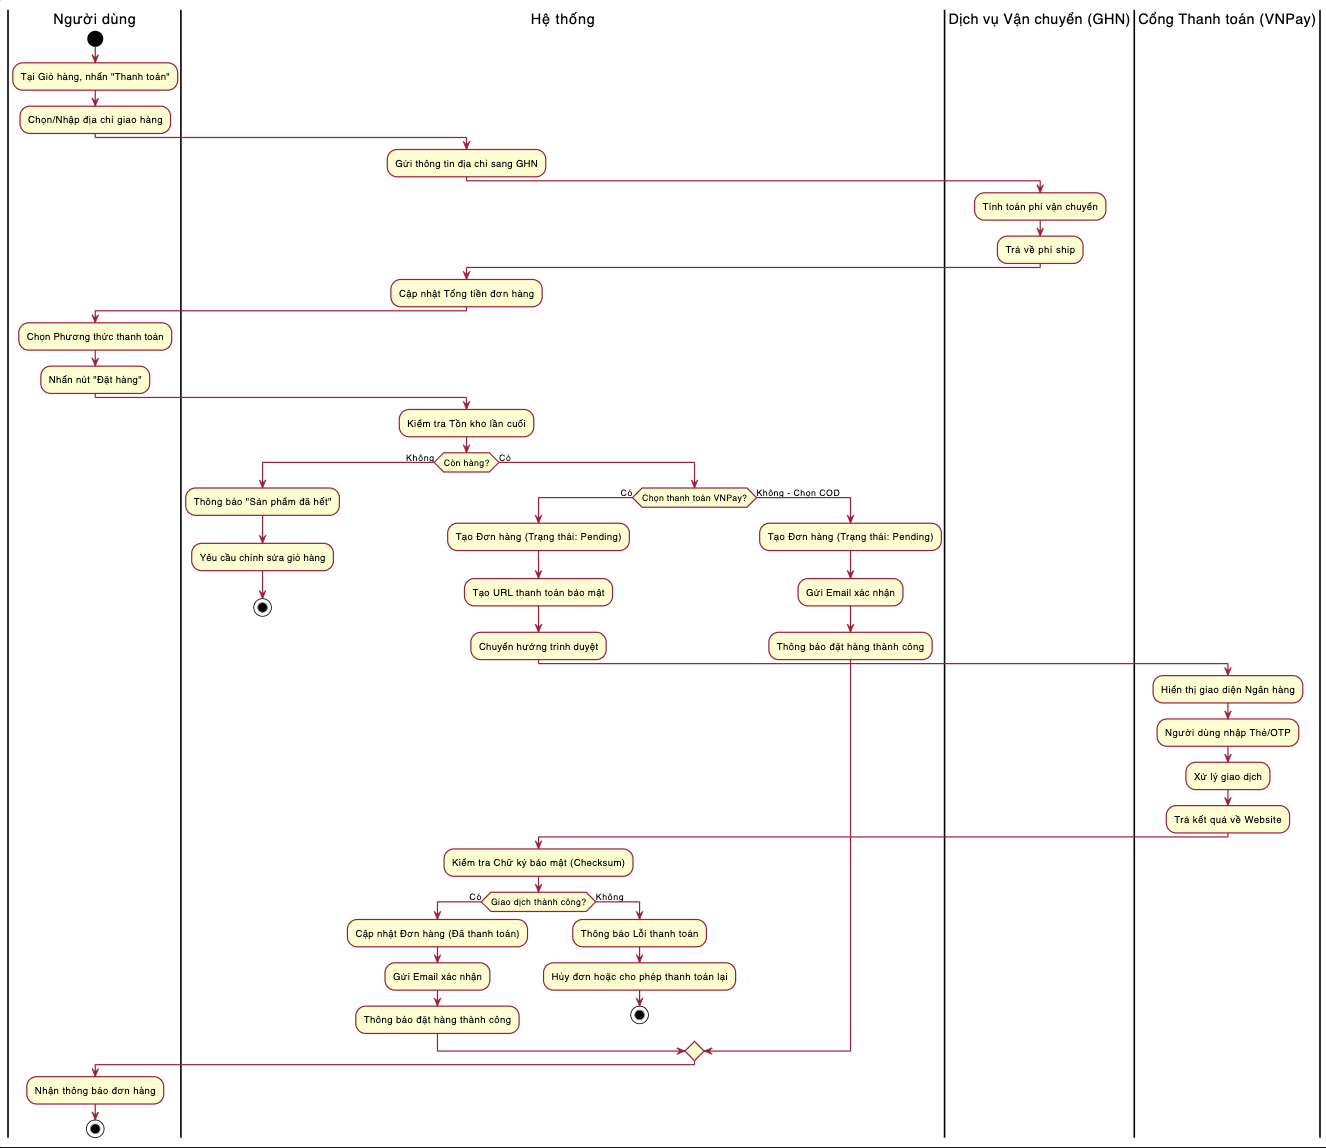 Người dùng
Hệ thống
Dịch vụ Vận chuyển (GHN)
Cổng Thanh toán (VNPay)
Tại Giỏ hàng, nhấn "Thanh toán"
Chọn/Nhập địa chỉ giao hàng
Gửi thông tin địa chỉ sang GHN
Tính toán phí vận chuyển
Trả về phí ship
Cập nhật Tổng tiền đơn hàng
Chọn Phương thức thanh toán
Nhấn nút "Đặt hàng"
Kiểm tra Tồn kho lần cuối
Không
Còn hàng?
Có
Thông báo "Sản phẩm đã hết"
Yêu cầu chỉnh sửa giỏ hàng
Có
Chọn thanh toán VNPay?
Không - Chọn COD
Tạo Đơn hàng (Trạng thái: Pending)
Tạo Đơn hàng (Trạng thái: Pending)
Tạo URL thanh toán bảo mật
Gửi Email xác nhận
Chuyển hướng trình duyệt
Thông báo đặt hàng thành công
Hiển thị giao diện Ngân hàng
Người dùng nhập Thẻ/OTP
Xử lý giao dịch
Trả kết quả về Website
Kiểm tra Chữ ký bảo mật (Checksum)
Có
Giao dịch thành công?
Không
Cập nhật Đơn hàng (Đã thanh toán)
Thông báo Lỗi thanh toán
Gửi Email xác nhận
Hủy đơn hoặc cho phép thanh toán lại
Thông báo đặt hàng thành công
Nhận thông báo đơn hàng